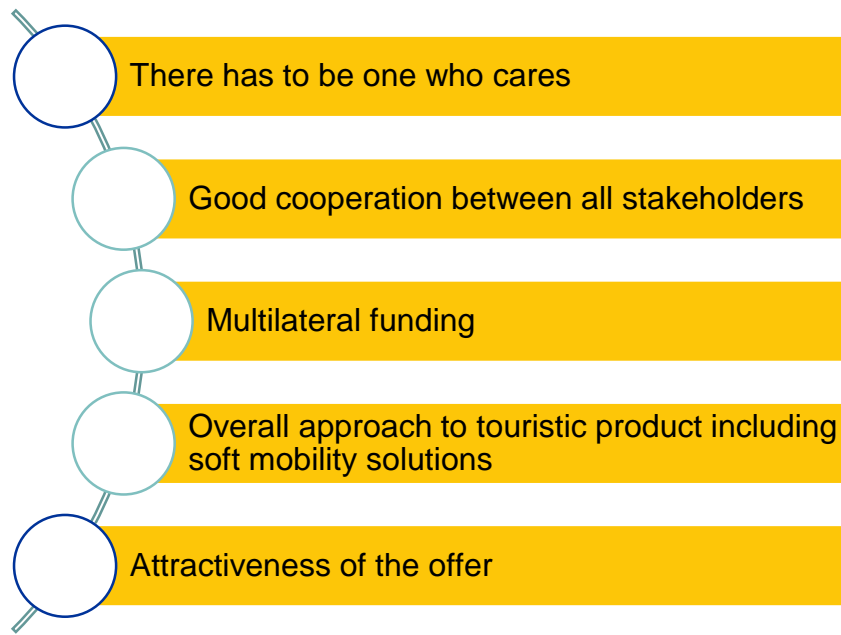 There has to be one who cares
Good cooperation between all stakeholders
Multilateral funding
Overall approach to touristic product including
soft mobility solutions
Attractiveness of the offer